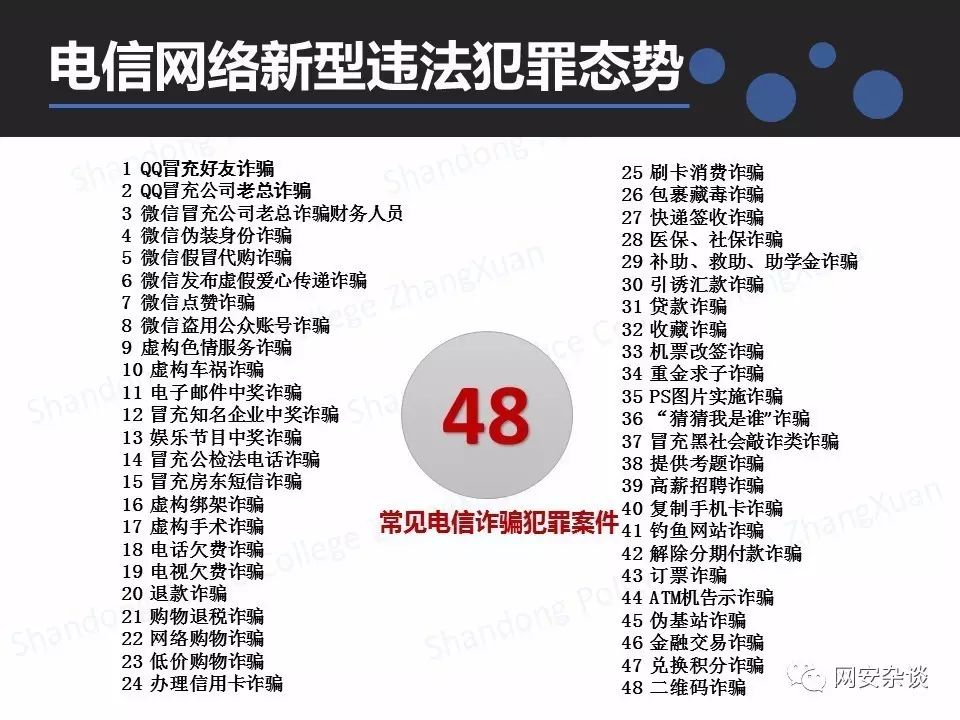 电信网络新型违法犯罪态势
1 QQ冒充好友诈骗
2 QQ冒充公司老总诈骗
3 微信冒充公司老总诈骗财务人员
4 微信伪装身份诈骗
5 微信假冒代购诈骗
6 微信发布虚假爱心传递诈骗
7 微信点赞诈骗
8 微信盗用公众账号诈骗
9 虚构色情服务诈骗
10 虚构车祸诈骗
11 电子邮件中奖诈骗
12 冒充知名企业中奖诈骗
13 娱乐节目中奖诈骗
14 冒充公检法电话诈骗
15 冒充房东短信诈骗
16 虚构绑架诈骗
17 虚构手术诈骗
18 电话欠费诈骗
19 电视欠费诈骗
20 退款诈骗
21 购物退税诈骗
22 网络购物诈骗
23 低价购物诈骗
24 办理信用卡诈骗
48
常见电信诈骗犯罪案件
25 刷卡消费诈骗
26 包裹藏毒诈骗
27 快递签收诈骗
28 医保、社保诈骗
29 补助、救助、助学金诈骗
30 引诱汇款诈骗
31 贷款诈骗
32 收藏诈骗
33 机票改签诈骗
34 重金求子诈骗
35 PS图片实施诈骗
36 “猜猜我是谁”诈骗
37 冒充黑社会敲诈类诈骗
38 提供考题诈骗
39 高薪招聘诈骗
40 复制手机卡诈骗
41 钓鱼网站诈骗
42 解除分期付款诈骗
43 订票诈骗
44 ATM机告示诈骗
45 伪基站诈骗
46 金融交易诈骗
47 兑换积分诈骗
48 二维码诈骗
网安杂谈